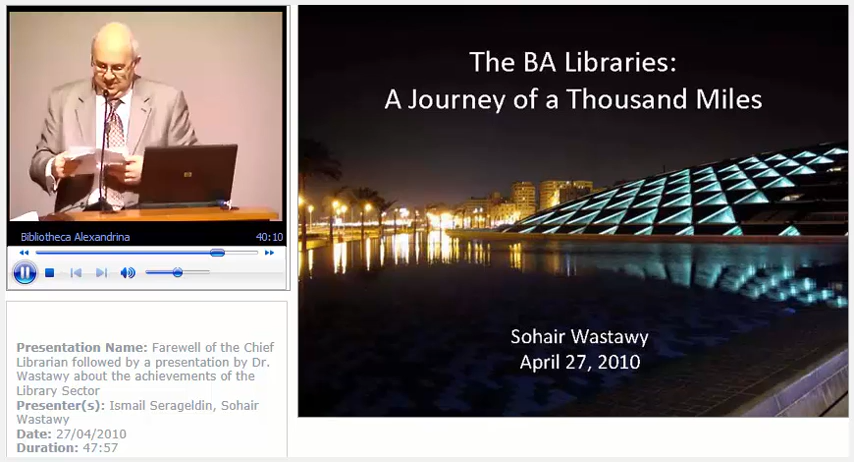 Bibliotheca Alexandrina 40:10
Presentation Name: Farewell of the Chief
Librarian followed by a presentation by Dr.
Wastawy about the achievements of the
Library Sector
Presenter(s): Ismail Serageldin, Sohair
Wastawy
Date: 27/04/2010
Duration: 47:57
The BA Libraries:
A Journey of a Thousand Miles
Sohair Wastawy
April 27, 2010